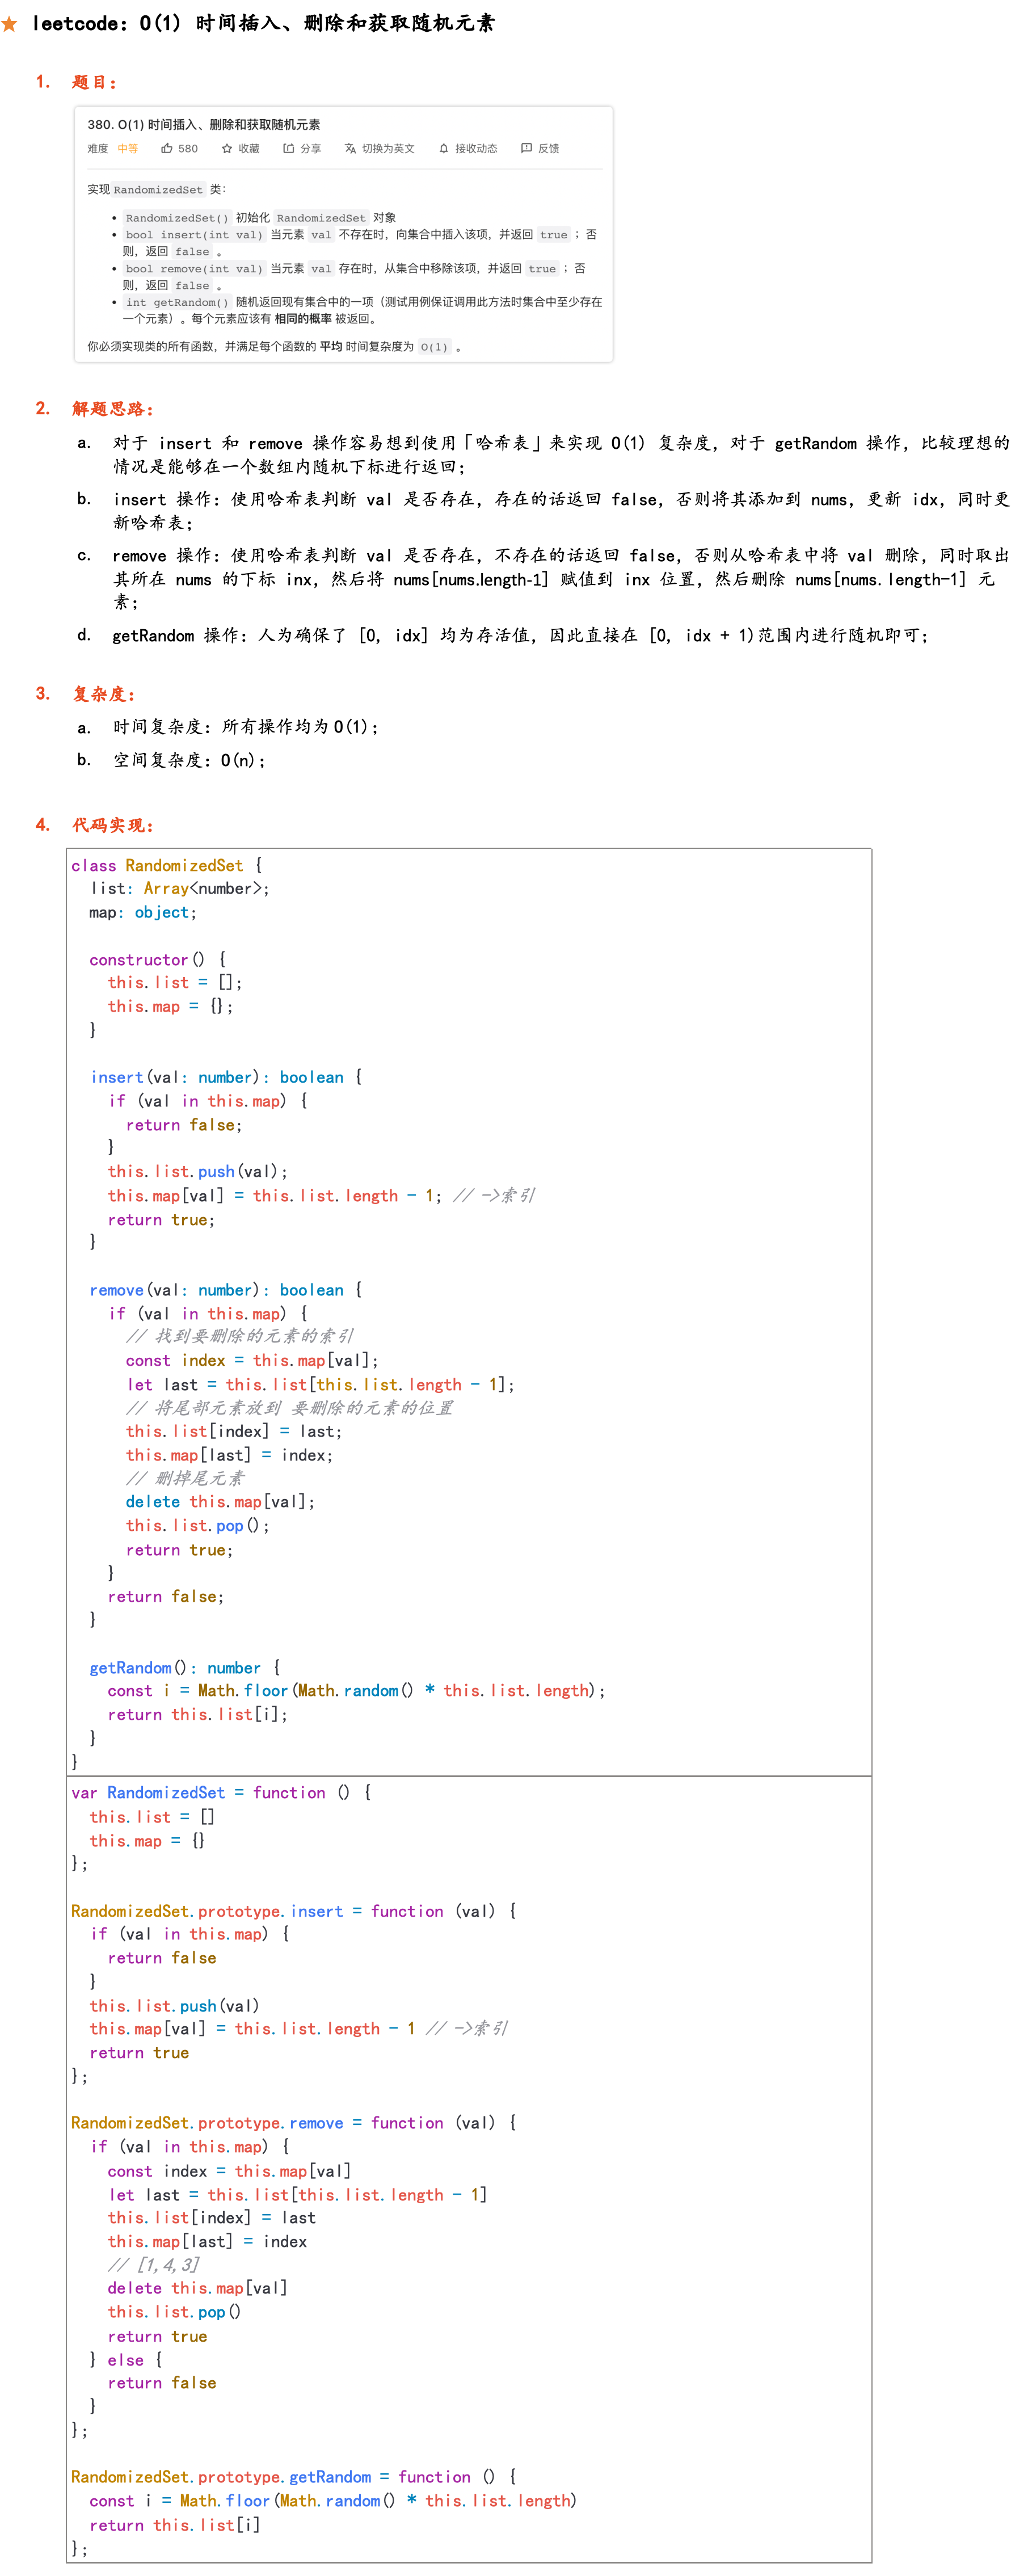 ★ leetcode: O(1) 时间插入、删除和获取随机元素
1. 题目:
380. O(1) 时间插入、删除和获取随机元素
难度 中等 580 收藏 分享 切换为英文 接收动态 反馈
实现 RandomizedSet 类：
• RandomizedSet() 初始化 RandomizedSet 对象
• bool insert(int val) 当元素 val 不存在时，向集合中插入该项，并返回 true ；否
则，返回 false 。
• bool remove(int val) 当元素 val 存在时，从集合中移除该项，并返回 true ；否
则，返回 false 。
• int getRandom() 随机返回现有集合中的一项（测试用例保证调用此方法时集合中至少存在
一个元素）。每个元素应该有 相同的概率 被返回。
你必须实现类的所有函数，并满足每个函数的 平均 时间复杂度为 O(1) 。
2. 解题思路:
a. 对于 insert 和 remove 操作容易想到使用「哈希表」来实现 O(1) 复杂度，对于 getRandom 操作，比较理想的
情况是能够在一个数组内随机下标进行返回;
b. insert 操作: 使用哈希表判断 val 是否存在，存在的话返回 false，否则将其添加到 nums，更新 idx，同时更
新哈希表;
c. remove 操作: 使用哈希表判断 val 是否存在，不存在的话返回 false，否则从哈希表中将 val 删除，同时取出
其所在 nums 的下标 inx，然后将 nums[nums.length-1] 赋值到 inx 位置，然后删除 nums[nums.length-1] 元
素;
d. getRandom 操作: 人为确保了 [0, idx] 均为存活值，因此直接在 [0, idx + 1)范围内进行随机即可;
3. 复杂度:
a. 时间复杂度: 所有操作均为 O(1);
b. 空间复杂度: O(n);
4. 代码实现:
class RandomizedSet {
  list: Array<number>;
  map: object;
  constructor() {
    this.list = [];
    this.map = {};
  }
  insert(val: number): boolean {
    if (val in this.map) {
      return false;
    }
    this.list.push(val);
    this.map[val] = this.list.length - 1; // ->索引
    return true;
  }
  remove(val: number): boolean {
    if (val in this.map) {
      // 找到要删除的元素的索引
      const index = this.map[val];
      let last = this.list[this.list.length - 1];
      // 将尾部元素放到 要删除的元素的位置
      this.list[index] = last;
      this.map[last] = index;
      // 删掉尾元素
      delete this.map[val];
      this.list.pop();
      return true;
    }
    return false;
  }
  getRandom(): number {
    const i = Math.floor(Math.random() * this.list.length);
    return this.list[i];
  }
}
var RandomizedSet = function () {
  this.list = []
  this.map = {}
};
RandomizedSet.prototype.insert = function (val) {
  if (val in this.map) {
    return false
  }
  this.list.push(val)
  this.map[val] = this.list.length - 1 // ->索引
  return true
};
RandomizedSet.prototype.remove = function (val) {
  if (val in this.map) {
    const index = this.map[val]
    let last = this.list[this.list.length - 1]
    this.list[index] = last
    this.map[last] = index
    // [1,4,3]
    delete this.map[val]
    this.list.pop()
    return true
  } else {
    return false
  }
};
RandomizedSet.prototype.getRandom = function () {
  const i = Math.floor(Math.random() * this.list.length)
  return this.list[i]
};